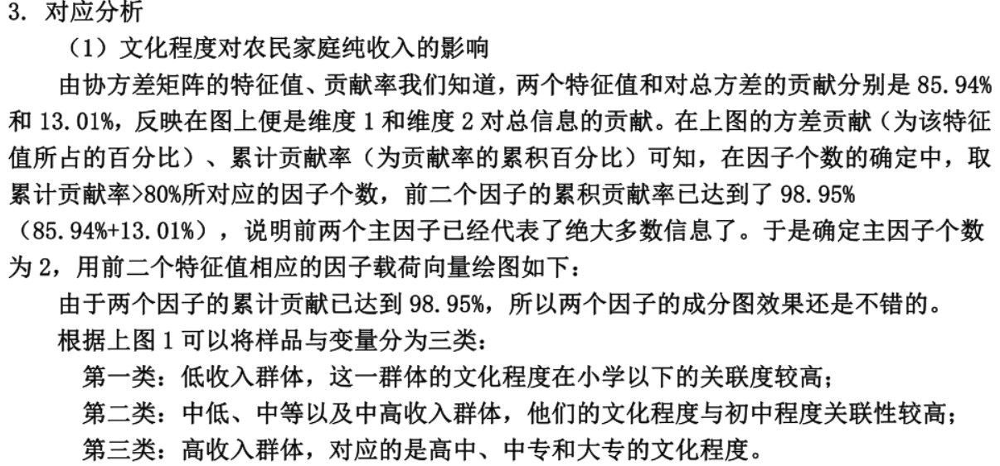 3. 对应分析
（1）文化程度对农民家庭纯收入的影响
由协方差矩阵的特征值、贡献率我们知道，两个特征值和对总方差的贡献分别是 85.94%
和 13.01%，反映在图上便是维度 1 和维度 2 对总信息的贡献。在上图的方差贡献（为该特征
值所占的百分比）、累计贡献率（为贡献率的累积百分比）可知，在因子个数的确定中，取
累计贡献率>80%所对应的因子个数，前二个因子的累积贡献率已达到了 98.95%
（85.94%+13.01%），说明前两个主因子已经代表了绝大多数信息了。于是确定主因子个数
为 2，用前二个特征值相应的因子载荷向量绘图如下：
由于两个因子的累计贡献已达到 98.95%，所以两个因子的成分图效果还是不错的。
根据上图 1 可以将样品与变量分为三类：
第一类：低收入群体，这一群体的文化程度在小学以下的关联度较高；
第二类：中低、中等以及中高收入群体，他们的文化程度与初中程度关联性较高；
第三类：高收入群体，对应的是高中、中专和大专的文化程度。